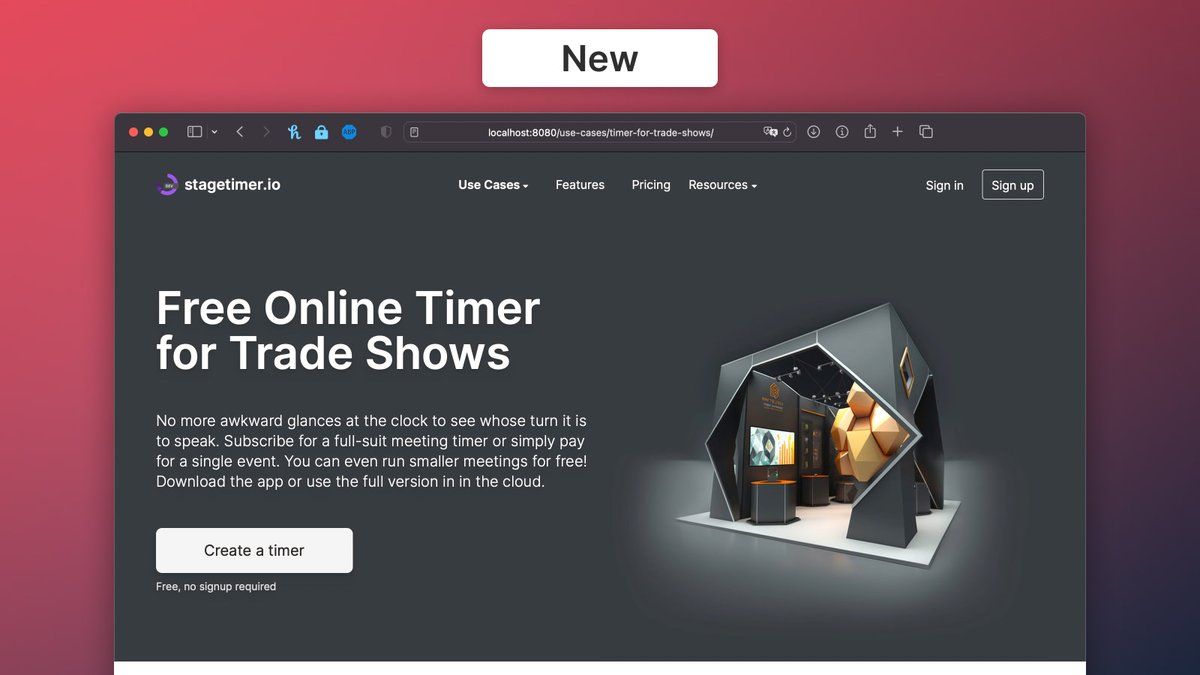 New
localhost:8080/use-cases/timer-for-trade-shows/
ABP
stagetimer.io
Use Cases
Features
Pricing
Resources
Sign in
Sign up
Free Online Timer
for Trade Shows
No more awkward glances at the clock to see whose turn it is
to speak. Subscribe for a full-suit meeting timer or simply pay
for a single event. You can even run smaller meetings for free!
Download the app or use the full version in in the cloud.
Create a timer
Free, no signup required